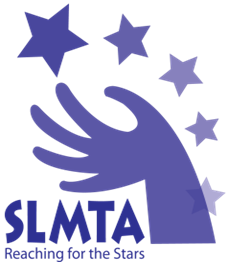 SLMTA
Reaching for the Stars